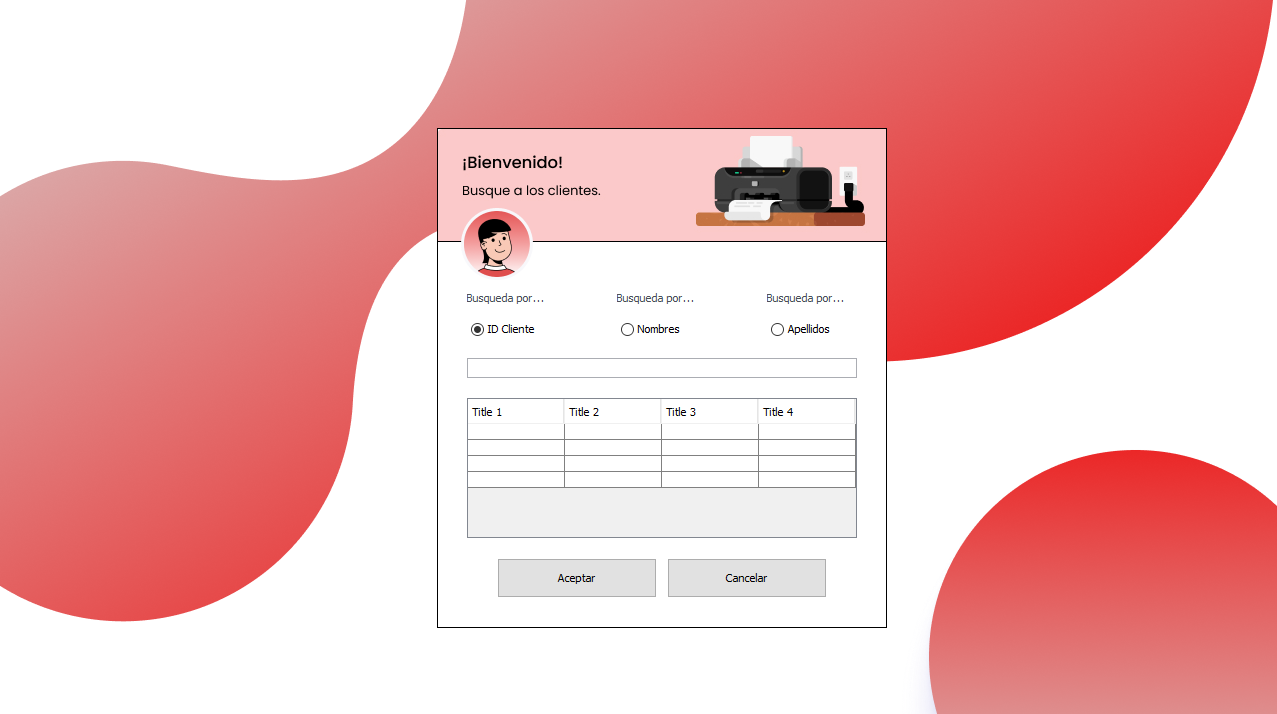 ¡Bienvenido!
Busque a los clientes.
Busqueda por... Busqueda por... Busqueda por...
ID Cliente Nombres Apellidos
Title 1 Title 2 Title 3 Title 4
Aceptar Cancelar